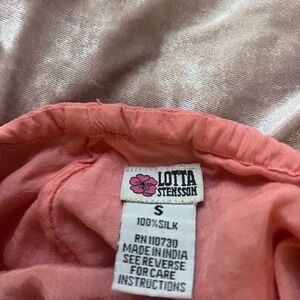 LOTTA
STENSSON
S
100% SILK
RN 110730
MADE IN INDIA
SEE REVERSE
FOR CARE
INSTRUCTIONS